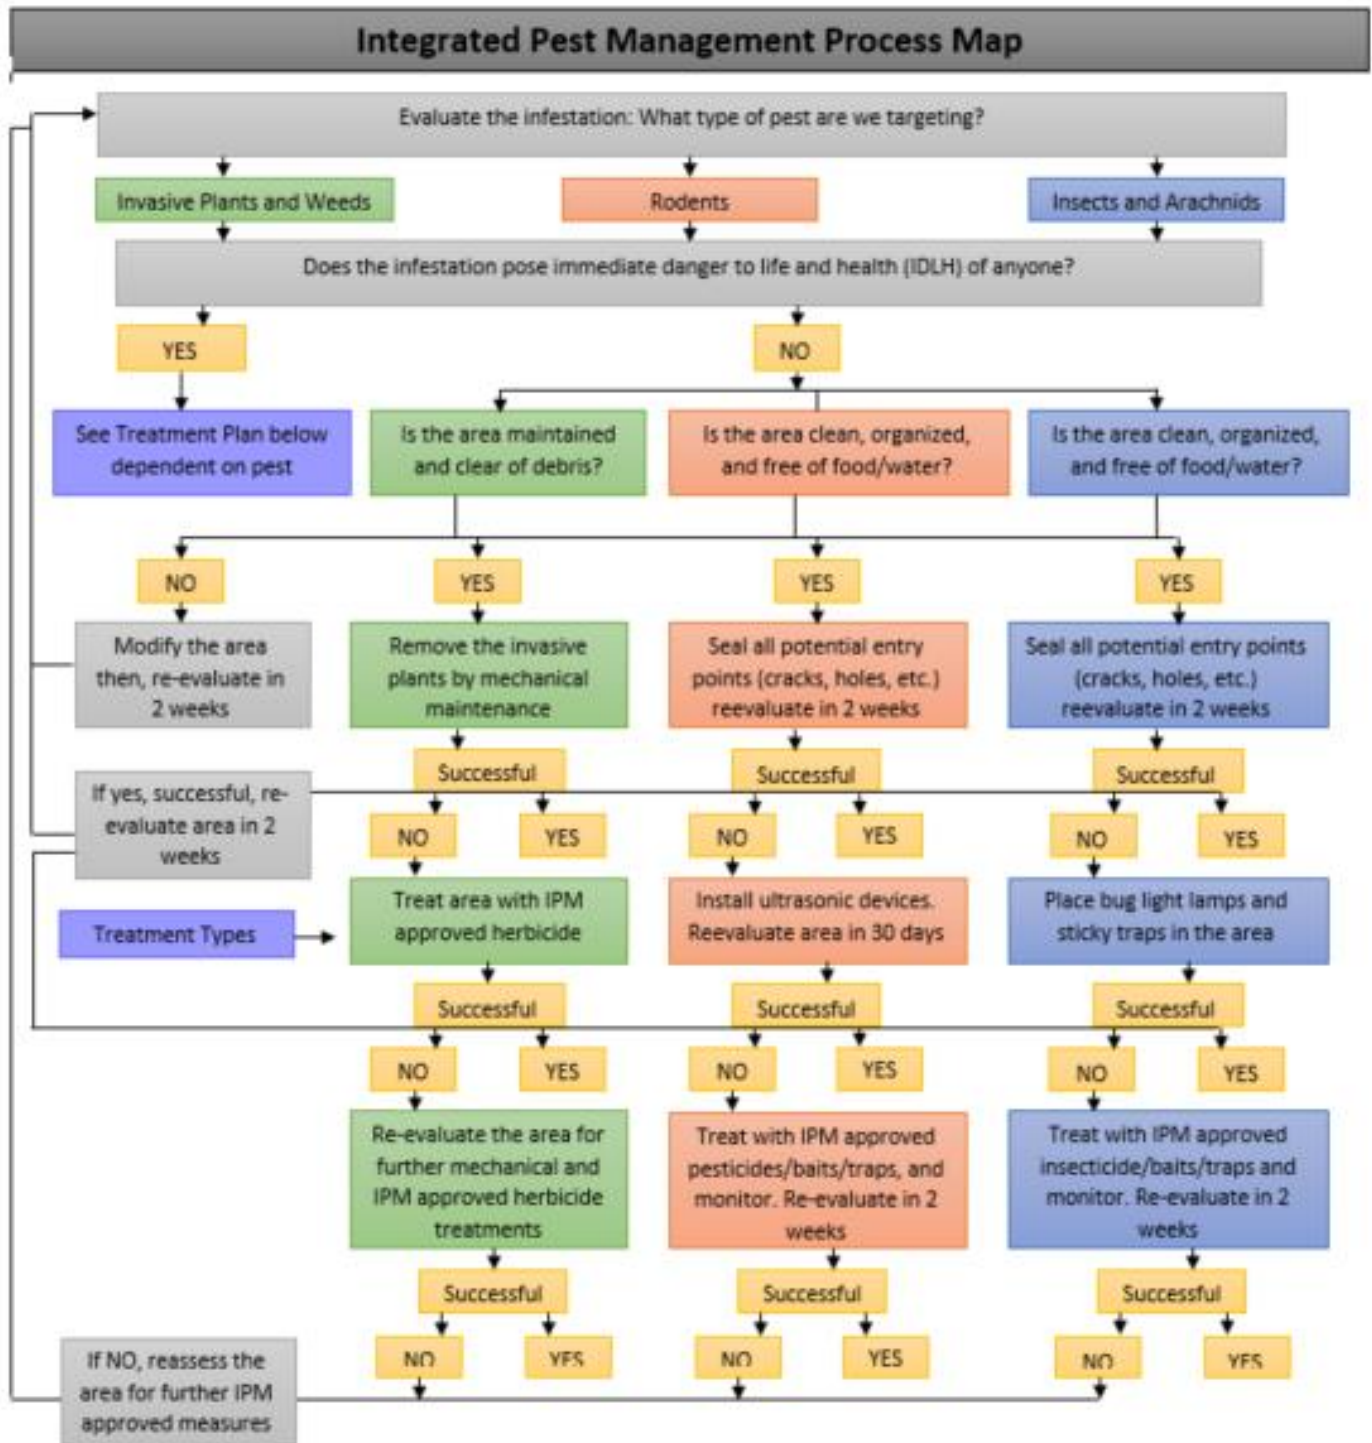 Integrated Pest Management Process Map
Evaluate the infestation: What type of pest are we targeting?
Invasive Plants and Weeds
Rodents
Insects and Arachnids
Does the infestation pose immediate danger to life and health (IDLH) of anyone?
YES
NO
See Treatment Plan below
dependent on pest
Is the area maintained
and clear of debris?
Is the area clean, organized,
and free of food/water?
Is the area clean, organized,
and free of food/water?
NO
YES
YES
YES
Modify the area
then, re-evaluate in
2 weeks
Remove the invasive
plants by mechanical
maintenance
Seal all potential entry
points (cracks, holes, etc.)
reevaluate in 2 weeks
Seal all potential entry points
(cracks, holes, etc.)
reevaluate in 2 weeks
Successful
Successful
Successful
If yes, successful, re-
evaluate area in 2
weeks
NO
YES
NO
YES
NO
YES
Treatment Types
Treat area with IPM
approved herbicide
Install ultrasonic devices.
Reevaluate area in 30 days
Place bug light lamps and
sticky traps in the area
Successful
Successful
Successful
NO
YES
NO
YES
NO
YES
Re-evaluate the area for
further mechanical and
IPM approved herbicide
treatments
Treat with IPM approved
pesticides/baits/traps, and
monitor. Re-evaluate in 2
weeks
Treat with IPM approved
insecticide/baits/traps and
monitor. Re-evaluate in 2
weeks
Successful
Successful
Successful
NO
YES
NO
YES
NO
YES
If NO, reassess the
area for further IPM
approved measures